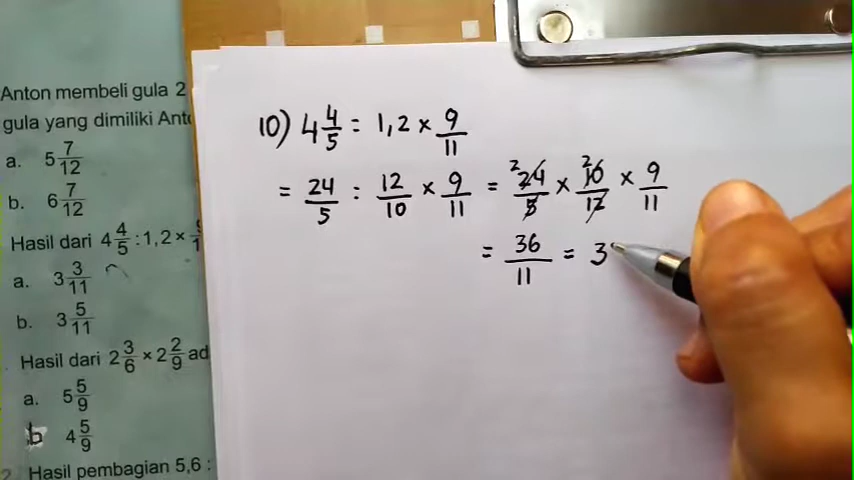 Anton membeli gula 2
gula yang dimiliki Anto
a. 5 7/12
b. 6 7/12
Hasil dari 4 4/5 : 1,2 ×
a. 3 3/11
b. 3 5/11
Hasil dari 2 3/6 × 2 2/9 ad
a. 5 5/9
b 4 5/9
2. Hasil pembagian 5,6 :
10) 4 4/5 : 1,2 × 9/11
= 24/5 : 12/10 × 9/11 = 2 24/5 × 2 10/12 × 9/11
= 36/11 = 3